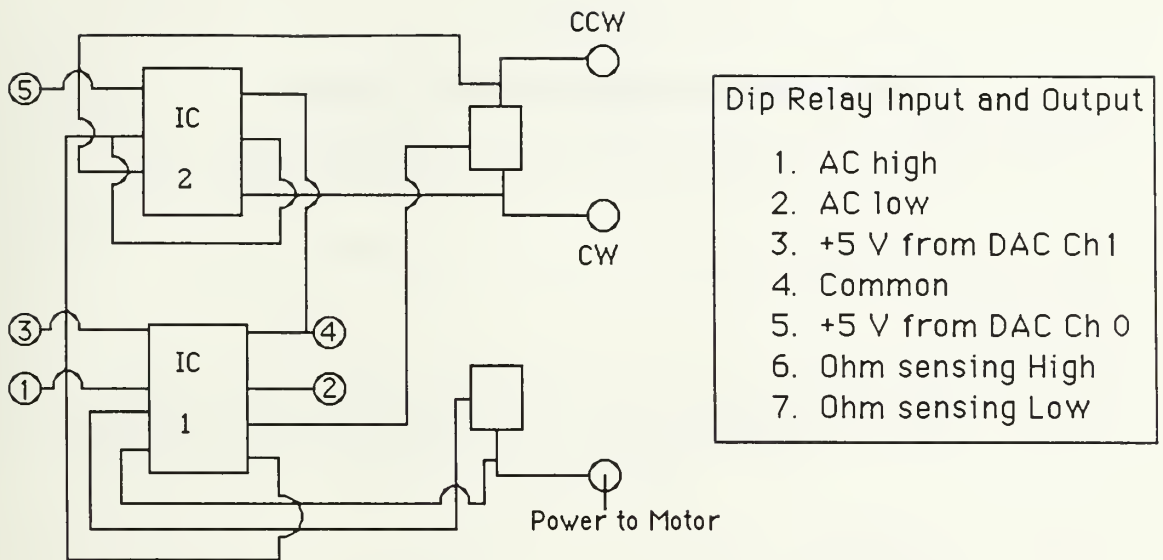 CCW
5
IC
2
CW
3
4
IC
1
2
1
Power to Motor
Dip Relay Input and Output
1. AC high
2. AC low
3. +5 V from DAC Ch1
4. Common
5. +5 V from DAC Ch 0
6. Ohm sensing High
7. Ohm sensing Low